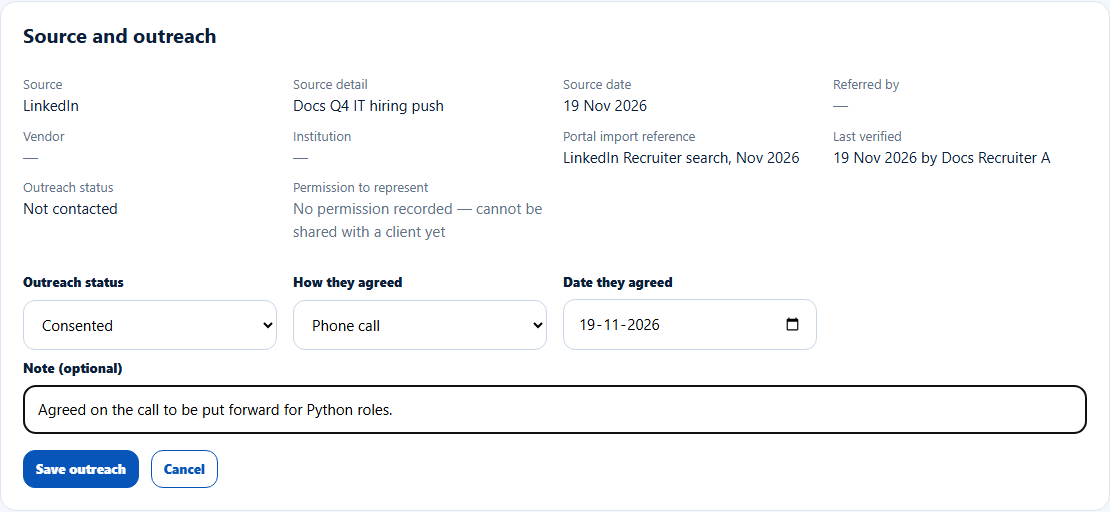 Source and outreach
Source
LinkedIn
Source detail
Docs Q4 IT hiring push
Source date
19 Nov 2026
Referred by
—
Vendor
—
Institution
—
Portal import reference
LinkedIn Recruiter search, Nov 2026
Last verified
19 Nov 2026 by Docs Recruiter A
Outreach status
Not contacted
Permission to represent
No permission recorded — cannot be
shared with a client yet
Outreach status
Consented
How they agreed
Phone call
Date they agreed
19-11-2026
Note (optional)
Agreed on the call to be put forward for Python roles.
Save outreach
Cancel